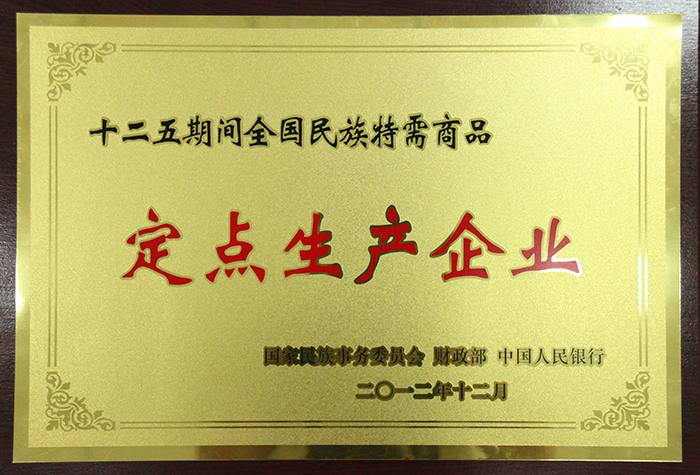 十二五期间全国民族特需商品
定点生产企业
国家民族事务委员会 财政部 中国人民银行
二〇一二年十二月